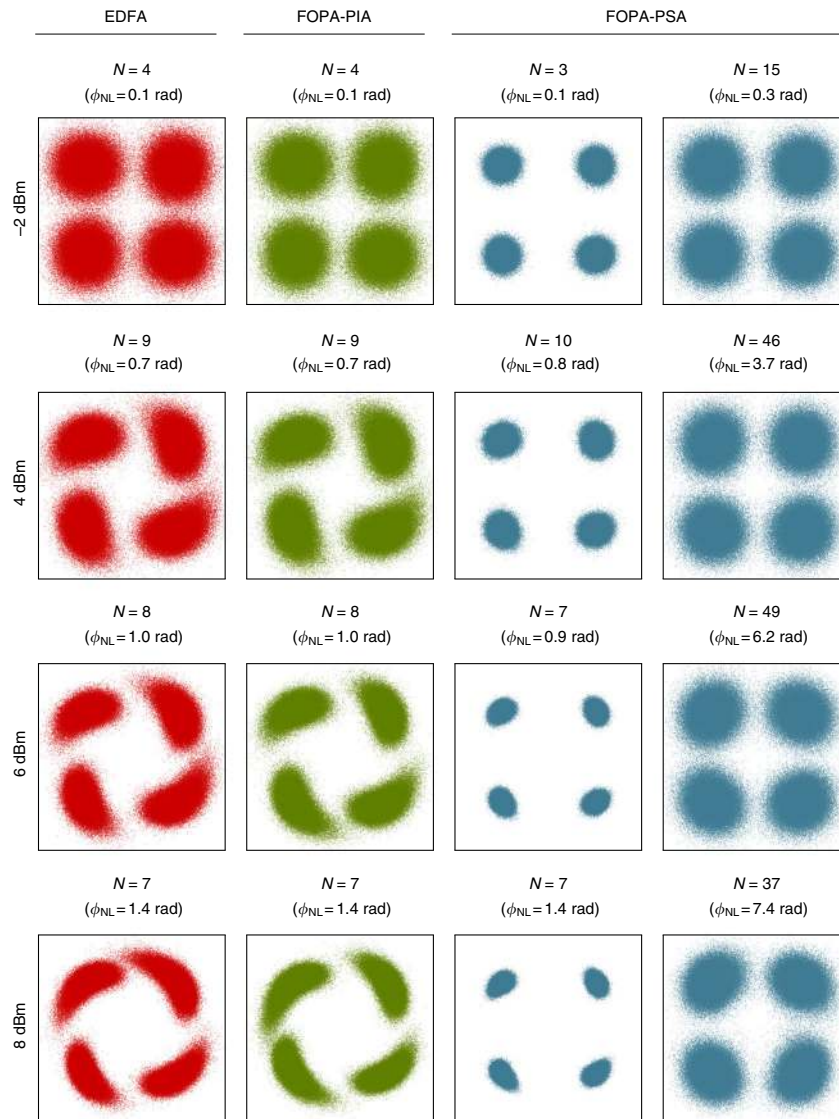 EDFA FOPA-PIA FOPA-PSA
N = 4 N = 4 N = 3 N = 15
(ϕNL = 0.1 rad) (ϕNL = 0.1 rad) (ϕNL = 0.1 rad) (ϕNL = 0.3 rad)
–2 dBm
N = 9 N = 9 N = 10 N = 46
(ϕNL = 0.7 rad) (ϕNL = 0.7 rad) (ϕNL = 0.8 rad) (ϕNL = 3.7 rad)
4 dBm
N = 8 N = 8 N = 7 N = 49
(ϕNL = 1.0 rad) (ϕNL = 1.0 rad) (ϕNL = 0.9 rad) (ϕNL = 6.2 rad)
6 dBm
N = 7 N = 7 N = 7 N = 37
(ϕNL = 1.4 rad) (ϕNL = 1.4 rad) (ϕNL = 1.4 rad) (ϕNL = 7.4 rad)
8 dBm